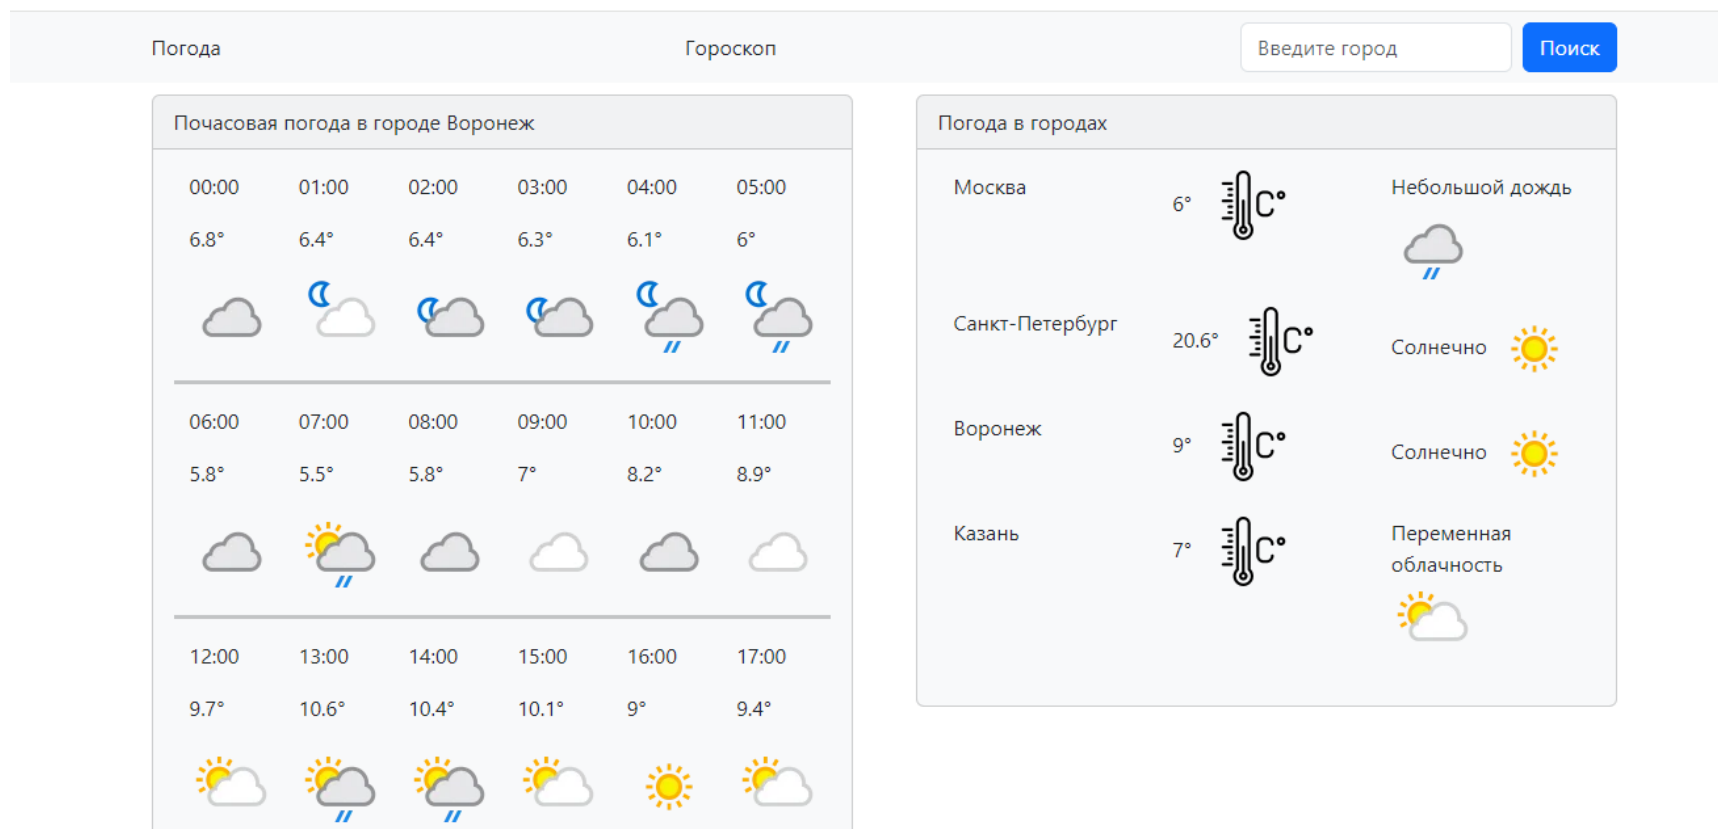 Погода Гороскоп Введите город Поиск
Почасовая погода в городе Воронеж
00:00 01:00 02:00 03:00 04:00 05:00
6.8° 6.4° 6.4° 6.3° 6.1° 6°
06:00 07:00 08:00 09:00 10:00 11:00
5.8° 5.5° 5.8° 7° 8.2° 8.9°
12:00 13:00 14:00 15:00 16:00 17:00
9.7° 10.6° 10.4° 10.1° 9° 9.4°
Погода в городах
Москва 6° C° Небольшой дождь
Санкт-Петербург 20.6° C° Солнечно
Воронеж 9° C° Солнечно
Казань 7° C° Переменная
облачность